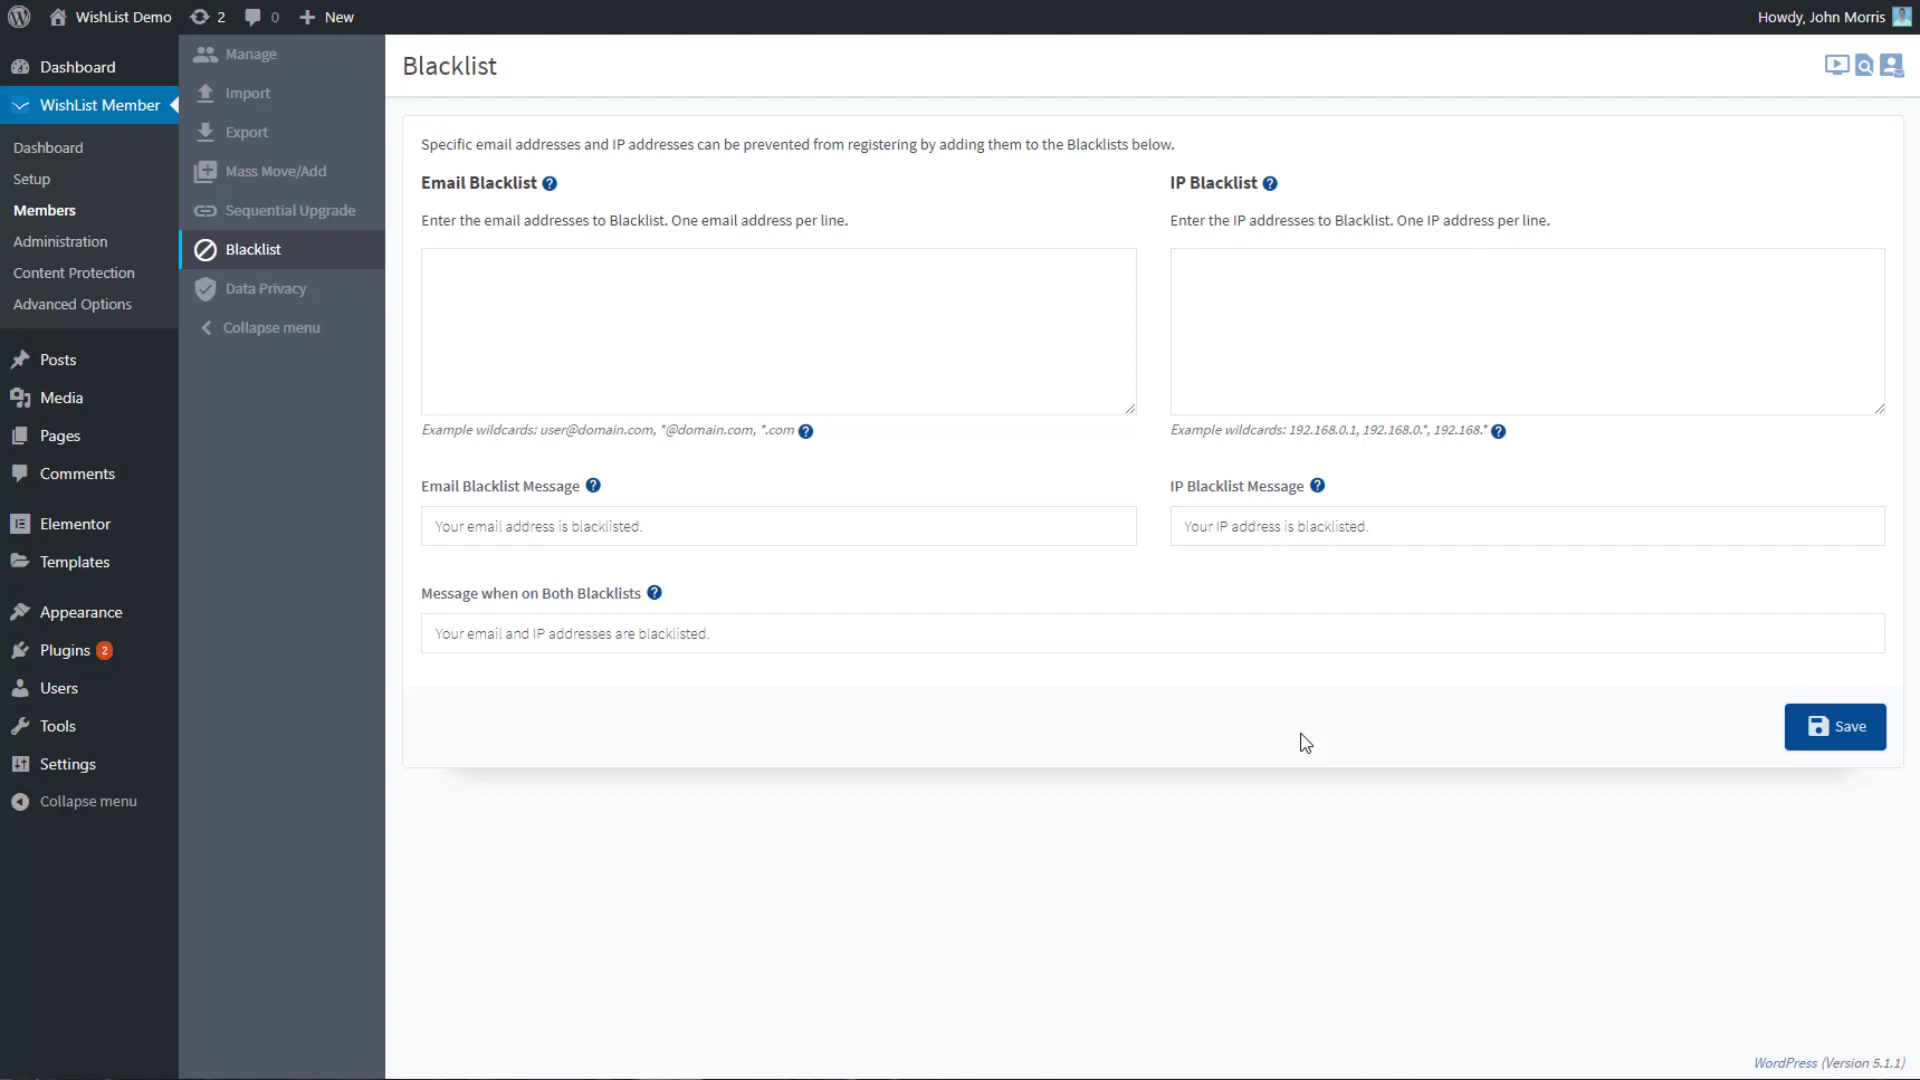 WishList Demo 2 0 New Howdy, John Morris
Dashboard
WishList Member
Dashboard
Setup
Members
Administration
Content Protection
Advanced Options
Posts
Media
Pages
Comments
Elementor
Templates
Appearance
Plugins 2
Users
Tools
Settings
Collapse menu
Manage
Import
Export
Mass Move/Add
Sequential Upgrade
Blacklist
Data Privacy
Collapse menu
Blacklist
Specific email addresses and IP addresses can be prevented from registering by adding them to the Blacklists below.
Email Blacklist ?
Enter the email addresses to Blacklist. One email address per line.
Example wildcards: user@domain.com, *@domain.com, *.com ?
IP Blacklist ?
Enter the IP addresses to Blacklist. One IP address per line.
Example wildcards: 192.168.0.1, 192.168.0.*, 192.168.* ?
Email Blacklist Message ?
Your email address is blacklisted.
IP Blacklist Message ?
Your IP address is blacklisted.
Message when on Both Blacklists ?
Your email and IP addresses are blacklisted.
Save
WordPress (Version 5.1.1)